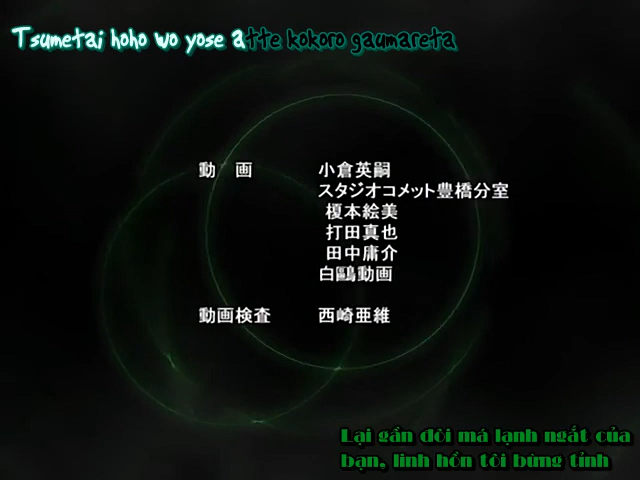 Tsumetai hoho wo yose atte kokoro gaumareta
動　画　小倉英嗣
スタジオコメット豊橋分室
榎本絵美
打田真也
田中庸介
白鷗動画
動画検査　西崎亜維
Lại gần đôi má lạnh ngắt của
bạn, linh hồn tôi bừng tỉnh